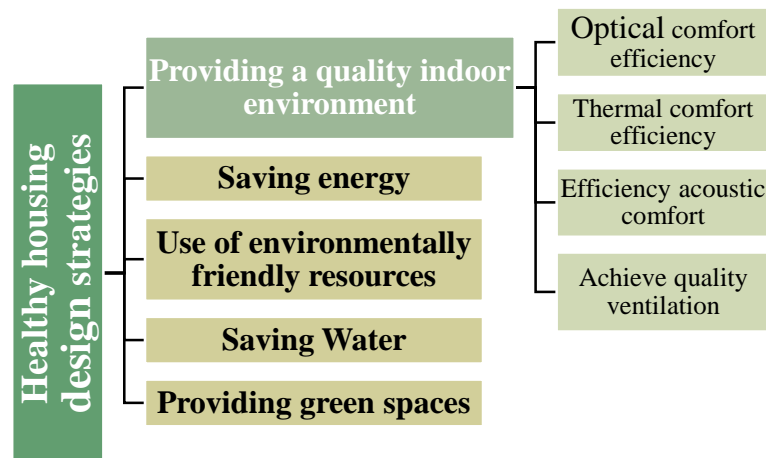 Healthy housing
design strategies
Providing a quality indoor
environment
Saving energy
Use of environmentally
friendly resources
Saving Water
Providing green spaces
Optical comfort
efficiency
Thermal comfort
efficiency
Efficiency acoustic
comfort
Achieve quality
ventilation